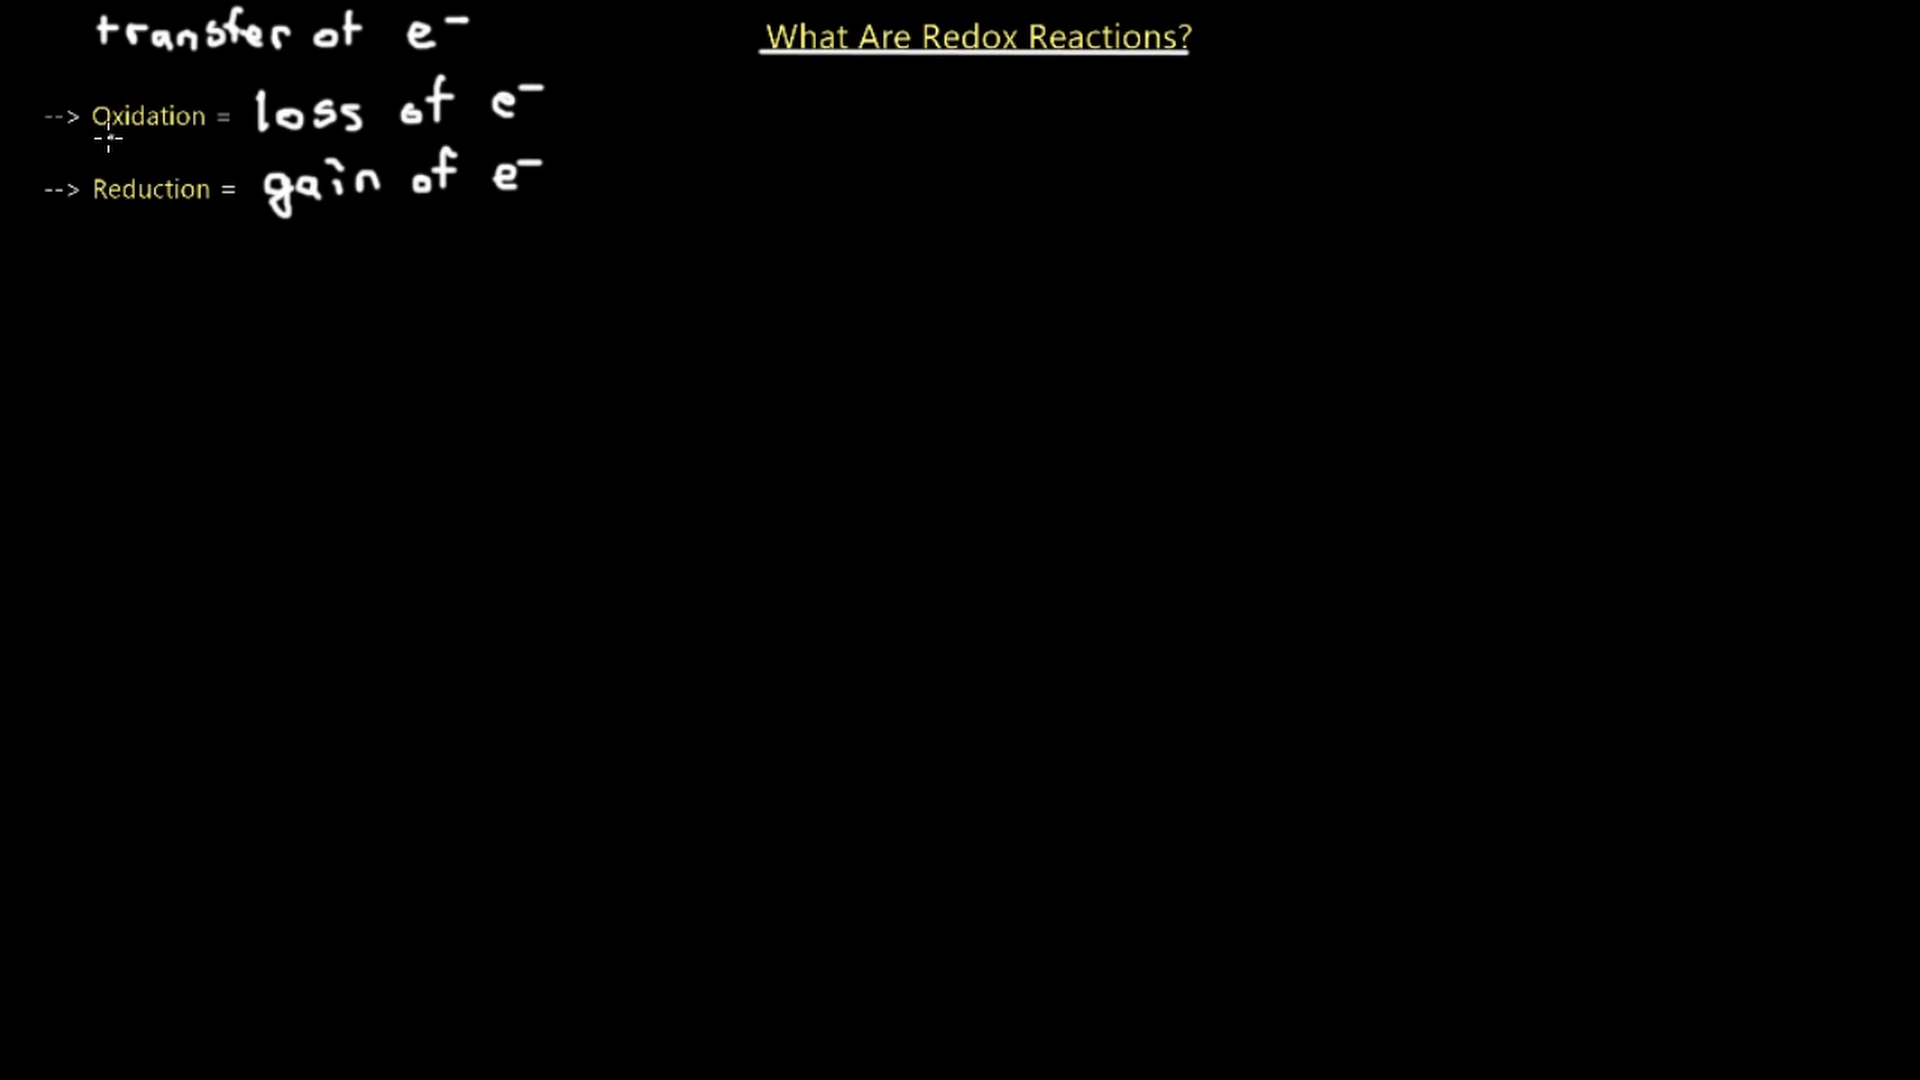 transfer of e⁻
What Are Redox Reactions?
--> Oxidation = loss of e⁻
--> Reduction = gain of e⁻